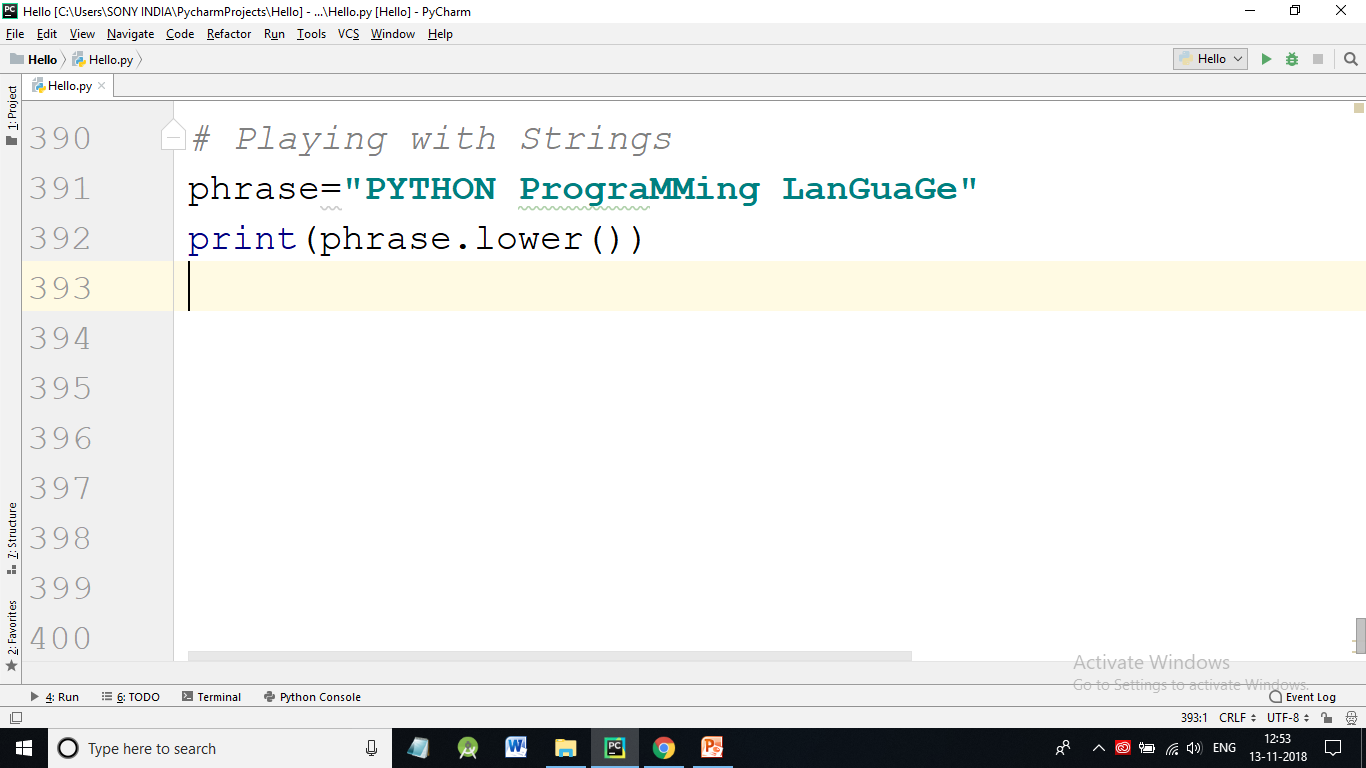 Hello [C:\Users\SONY INDIA\PycharmProjects\Hello] - ...\Hello.py [Hello] - PyCharm
File Edit View Navigate Code Refactor Run Tools VCS Window Help
Hello Hello.py Hello
Hello.py
1: Project
390 # Playing with Strings
391 phrase="PYTHON PrograMMing LanGuaGe"
392 print(phrase.lower())
393
394
395
396
397
398
399
400
7: Structure
2: Favorites
Activate Windows
Go to Settings to activate Windows.
4: Run 6: TODO Terminal Python Console Event Log
393:1 CRLF UTF-8
Type here to search
ENG 12:53
13-11-2018